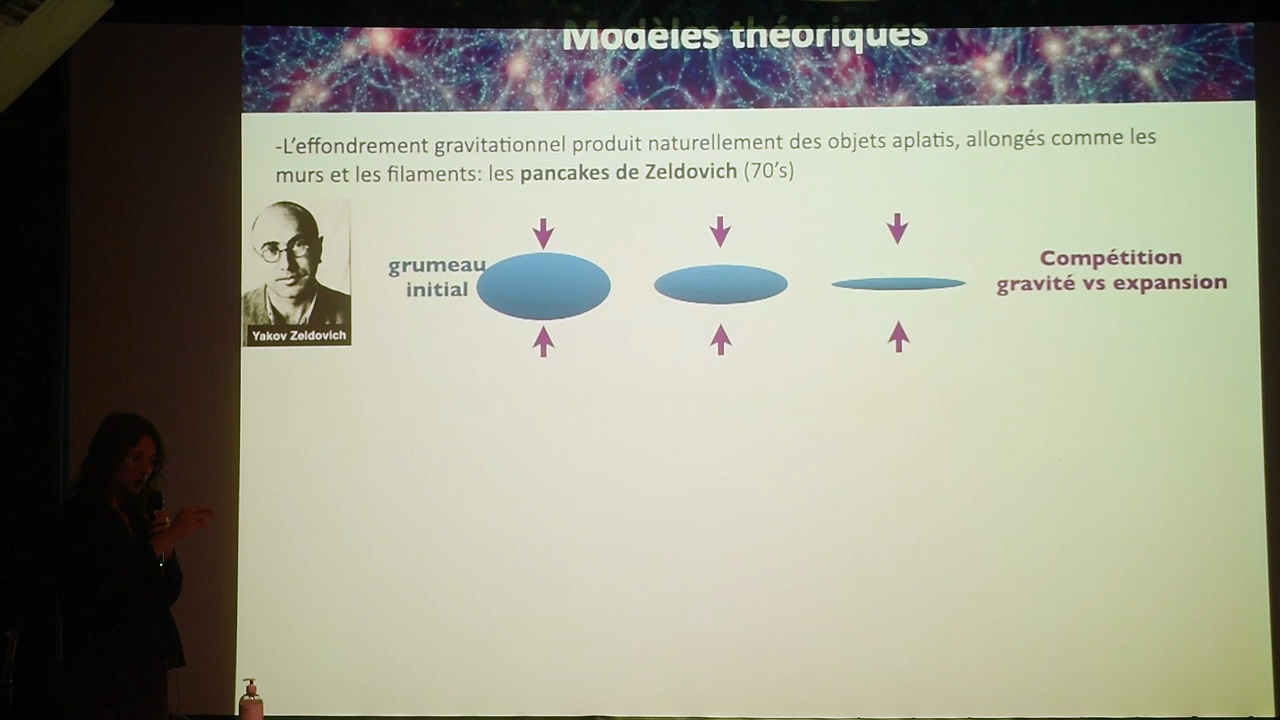 Modèles théoriques
-L’effondrement gravitationnel produit naturellement des objets aplatis, allongés comme les
murs et les filaments: les pancakes de Zeldovich (70’s)
grumeau
initial
Compétition
gravité vs expansion
Yakov Zeldovich